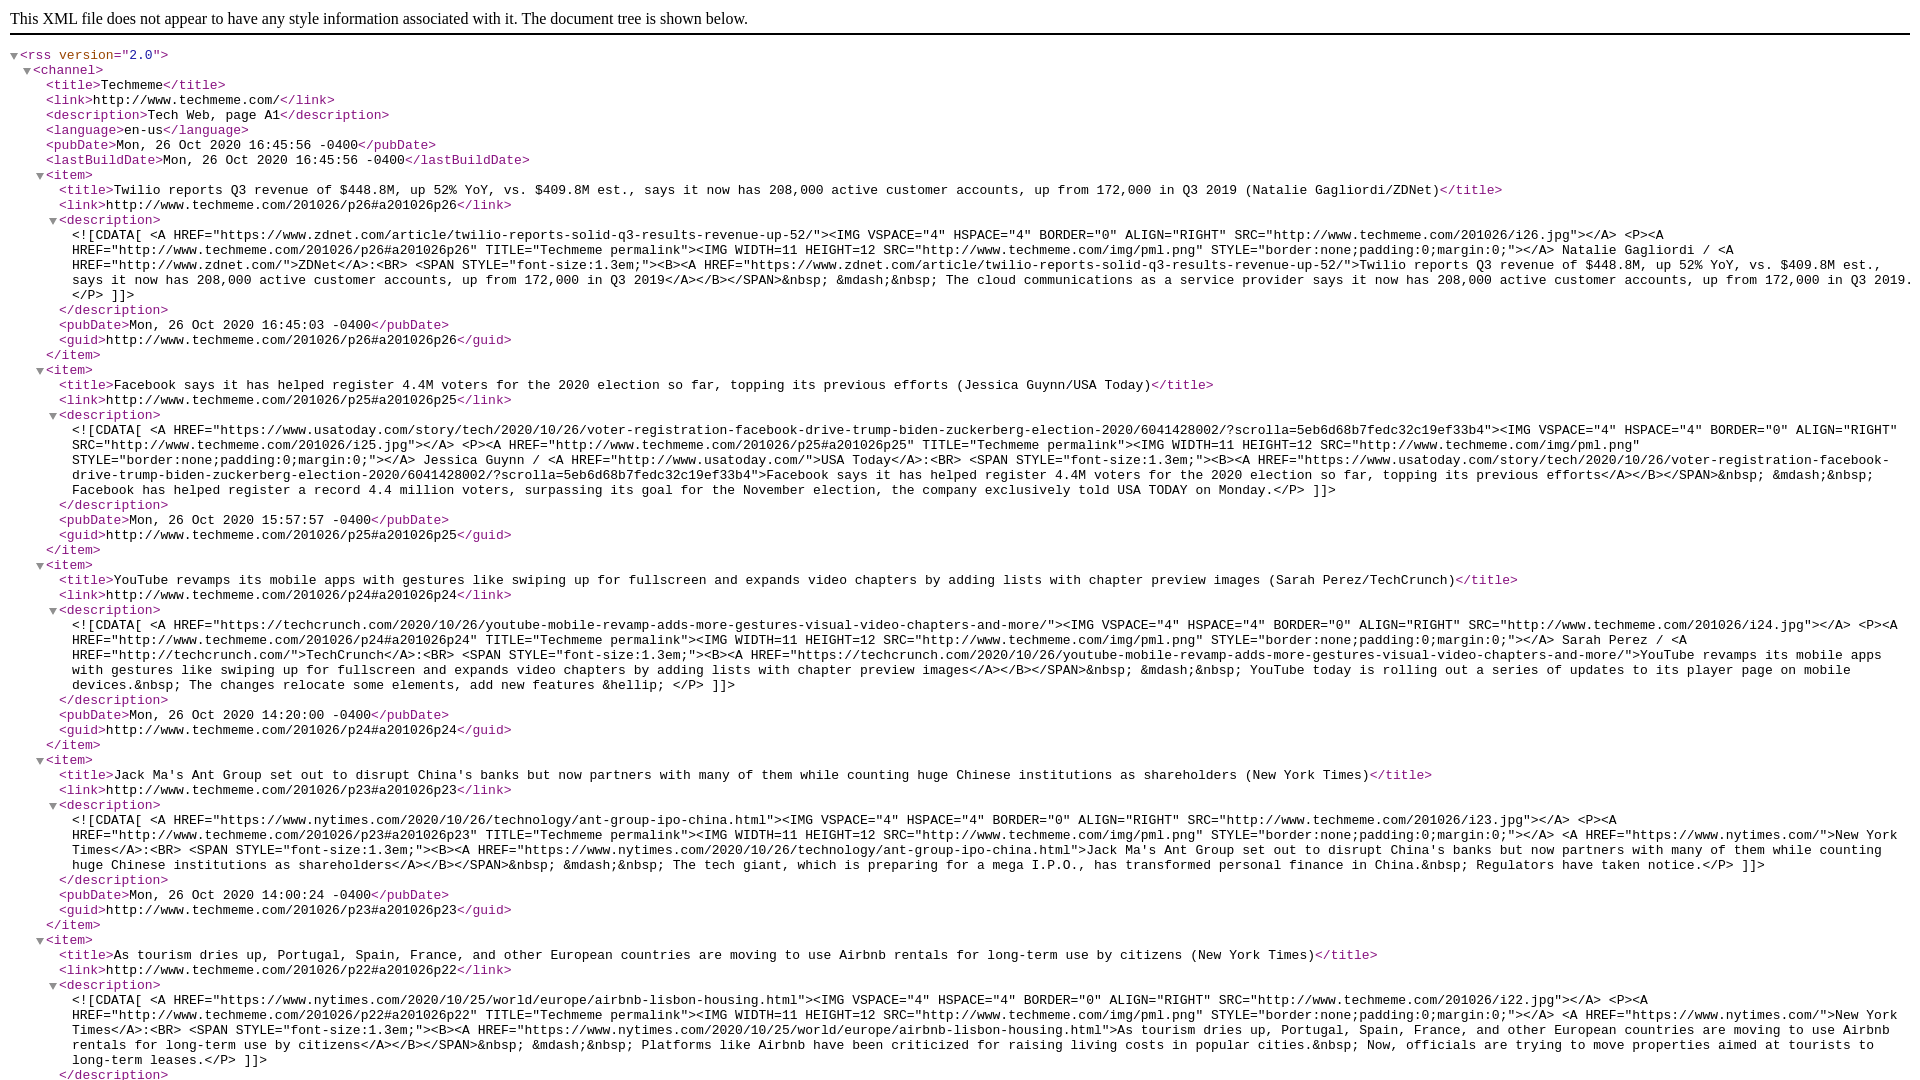 This XML file does not appear to have any style information associated with it. The document tree is shown below.
<rss version="2.0">
<channel>
<title>Techmeme</title>
<link>http://www.techmeme.com/</link>
<description>Tech Web, page A1</description>
<language>en-us</language>
<pubDate>Mon, 26 Oct 2020 16:45:56 -0400</pubDate>
<lastBuildDate>Mon, 26 Oct 2020 16:45:56 -0400</lastBuildDate>
<item>
<title>Twilio reports Q3 revenue of $448.8M, up 52% YoY, vs. $409.8M est., says it now has 208,000 active customer accounts, up from 172,000 in Q3 2019 (Natalie Gagliordi/ZDNet)</title>
<link>http://www.techmeme.com/201026/p26#a201026p26</link>
<description>
<![CDATA[ <A HREF="https://www.zdnet.com/article/twilio-reports-solid-q3-results-revenue-up-52/"><IMG VSPACE="4" HSPACE="4" BORDER="0" ALIGN="RIGHT" SRC="http://www.techmeme.com/201026/i26.jpg"></A> <P><A
HREF="http://www.techmeme.com/201026/p26#a201026p26" TITLE="Techmeme permalink"><IMG WIDTH=11 HEIGHT=12 SRC="http://www.techmeme.com/img/pml.png" STYLE="border:none;padding:0;margin:0;"></A> Natalie Gagliordi / <A
HREF="http://www.zdnet.com/">ZDNet</A>:<BR> <SPAN STYLE="font-size:1.3em;"><B><A HREF="https://www.zdnet.com/article/twilio-reports-solid-q3-results-revenue-up-52/">Twilio reports Q3 revenue of $448.8M, up 52% YoY, vs. $409.8M est.,
says it now has 208,000 active customer accounts, up from 172,000 in Q3 2019</A></B></SPAN>&nbsp; &mdash;&nbsp; The cloud communications as a service provider says it now has 208,000 active customer accounts, up from 172,000 in Q3 2019.
</P> ]]>
</description>
<pubDate>Mon, 26 Oct 2020 16:45:03 -0400</pubDate>
<guid>http://www.techmeme.com/201026/p26#a201026p26</guid>
</item>
<item>
<title>Facebook says it has helped register 4.4M voters for the 2020 election so far, topping its previous efforts (Jessica Guynn/USA Today)</title>
<link>http://www.techmeme.com/201026/p25#a201026p25</link>
<description>
<![CDATA[ <A HREF="https://www.usatoday.com/story/tech/2020/10/26/voter-registration-facebook-drive-trump-biden-zuckerberg-election-2020/6041428002/?scrolla=5eb6d68b7fedc32c19ef33b4"><IMG VSPACE="4" HSPACE="4" BORDER="0" ALIGN="RIGHT"
SRC="http://www.techmeme.com/201026/i25.jpg"></A> <P><A HREF="http://www.techmeme.com/201026/p25#a201026p25" TITLE="Techmeme permalink"><IMG WIDTH=11 HEIGHT=12 SRC="http://www.techmeme.com/img/pml.png"
STYLE="border:none;padding:0;margin:0;"></A> Jessica Guynn / <A HREF="http://www.usatoday.com/">USA Today</A>:<BR> <SPAN STYLE="font-size:1.3em;"><B><A HREF="https://www.usatoday.com/story/tech/2020/10/26/voter-registration-facebook-
drive-trump-biden-zuckerberg-election-2020/6041428002/?scrolla=5eb6d68b7fedc32c19ef33b4">Facebook says it has helped register 4.4M voters for the 2020 election so far, topping its previous efforts</A></B></SPAN>&nbsp; &mdash;&nbsp;
Facebook has helped register a record 4.4 million voters, surpassing its goal for the November election, the company exclusively told USA TODAY on Monday.</P> ]]>
</description>
<pubDate>Mon, 26 Oct 2020 15:57:57 -0400</pubDate>
<guid>http://www.techmeme.com/201026/p25#a201026p25</guid>
</item>
<item>
<title>YouTube revamps its mobile apps with gestures like swiping up for fullscreen and expands video chapters by adding lists with chapter preview images (Sarah Perez/TechCrunch)</title>
<link>http://www.techmeme.com/201026/p24#a201026p24</link>
<description>
<![CDATA[ <A HREF="https://techcrunch.com/2020/10/26/youtube-mobile-revamp-adds-more-gestures-visual-video-chapters-and-more/"><IMG VSPACE="4" HSPACE="4" BORDER="0" ALIGN="RIGHT" SRC="http://www.techmeme.com/201026/i24.jpg"></A> <P><A
HREF="http://www.techmeme.com/201026/p24#a201026p24" TITLE="Techmeme permalink"><IMG WIDTH=11 HEIGHT=12 SRC="http://www.techmeme.com/img/pml.png" STYLE="border:none;padding:0;margin:0;"></A> Sarah Perez / <A
HREF="http://techcrunch.com/">TechCrunch</A>:<BR> <SPAN STYLE="font-size:1.3em;"><B><A HREF="https://techcrunch.com/2020/10/26/youtube-mobile-revamp-adds-more-gestures-visual-video-chapters-and-more/">YouTube revamps its mobile apps
with gestures like swiping up for fullscreen and expands video chapters by adding lists with chapter preview images</A></B></SPAN>&nbsp; &mdash;&nbsp; YouTube today is rolling out a series of updates to its player page on mobile
devices.&nbsp; The changes relocate some elements, add new features &hellip; </P> ]]>
</description>
<pubDate>Mon, 26 Oct 2020 14:20:00 -0400</pubDate>
<guid>http://www.techmeme.com/201026/p24#a201026p24</guid>
</item>
<item>
<title>Jack Ma's Ant Group set out to disrupt China's banks but now partners with many of them while counting huge Chinese institutions as shareholders (New York Times)</title>
<link>http://www.techmeme.com/201026/p23#a201026p23</link>
<description>
<![CDATA[ <A HREF="https://www.nytimes.com/2020/10/26/technology/ant-group-ipo-china.html"><IMG VSPACE="4" HSPACE="4" BORDER="0" ALIGN="RIGHT" SRC="http://www.techmeme.com/201026/i23.jpg"></A> <P><A
HREF="http://www.techmeme.com/201026/p23#a201026p23" TITLE="Techmeme permalink"><IMG WIDTH=11 HEIGHT=12 SRC="http://www.techmeme.com/img/pml.png" STYLE="border:none;padding:0;margin:0;"></A> <A HREF="https://www.nytimes.com/">New York
Times</A>:<BR> <SPAN STYLE="font-size:1.3em;"><B><A HREF="https://www.nytimes.com/2020/10/26/technology/ant-group-ipo-china.html">Jack Ma's Ant Group set out to disrupt China's banks but now partners with many of them while counting
huge Chinese institutions as shareholders</A></B></SPAN>&nbsp; &mdash;&nbsp; The tech giant, which is preparing for a mega I.P.O., has transformed personal finance in China.&nbsp; Regulators have taken notice.</P> ]]>
</description>
<pubDate>Mon, 26 Oct 2020 14:00:24 -0400</pubDate>
<guid>http://www.techmeme.com/201026/p23#a201026p23</guid>
</item>
<item>
<title>As tourism dries up, Portugal, Spain, France, and other European countries are moving to use Airbnb rentals for long-term use by citizens (New York Times)</title>
<link>http://www.techmeme.com/201026/p22#a201026p22</link>
<description>
<![CDATA[ <A HREF="https://www.nytimes.com/2020/10/25/world/europe/airbnb-lisbon-housing.html"><IMG VSPACE="4" HSPACE="4" BORDER="0" ALIGN="RIGHT" SRC="http://www.techmeme.com/201026/i22.jpg"></A> <P><A
HREF="http://www.techmeme.com/201026/p22#a201026p22" TITLE="Techmeme permalink"><IMG WIDTH=11 HEIGHT=12 SRC="http://www.techmeme.com/img/pml.png" STYLE="border:none;padding:0;margin:0;"></A> <A HREF="https://www.nytimes.com/">New York
Times</A>:<BR> <SPAN STYLE="font-size:1.3em;"><B><A HREF="https://www.nytimes.com/2020/10/25/world/europe/airbnb-lisbon-housing.html">As tourism dries up, Portugal, Spain, France, and other European countries are moving to use Airbnb
rentals for long-term use by citizens</A></B></SPAN>&nbsp; &mdash;&nbsp; Platforms like Airbnb have been criticized for raising living costs in popular cities.&nbsp; Now, officials are trying to move properties aimed at tourists to
long-term leases.</P> ]]>
</description>